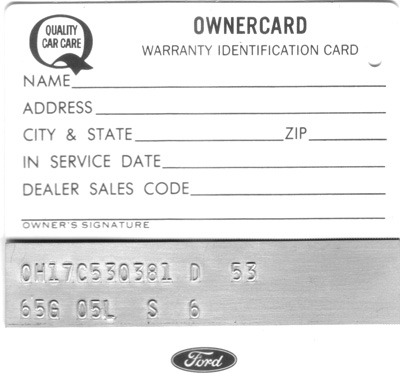 QUALITY
CAR CARE
OWNERCARD
WARRANTY IDENTIFICATION CARD
NAME
ADDRESS
CITY & STATE ZIP
IN SERVICE DATE
DEALER SALES CODE
OWNER'S SIGNATURE
0H17C530381 D 53
65G 05L S 6
Ford